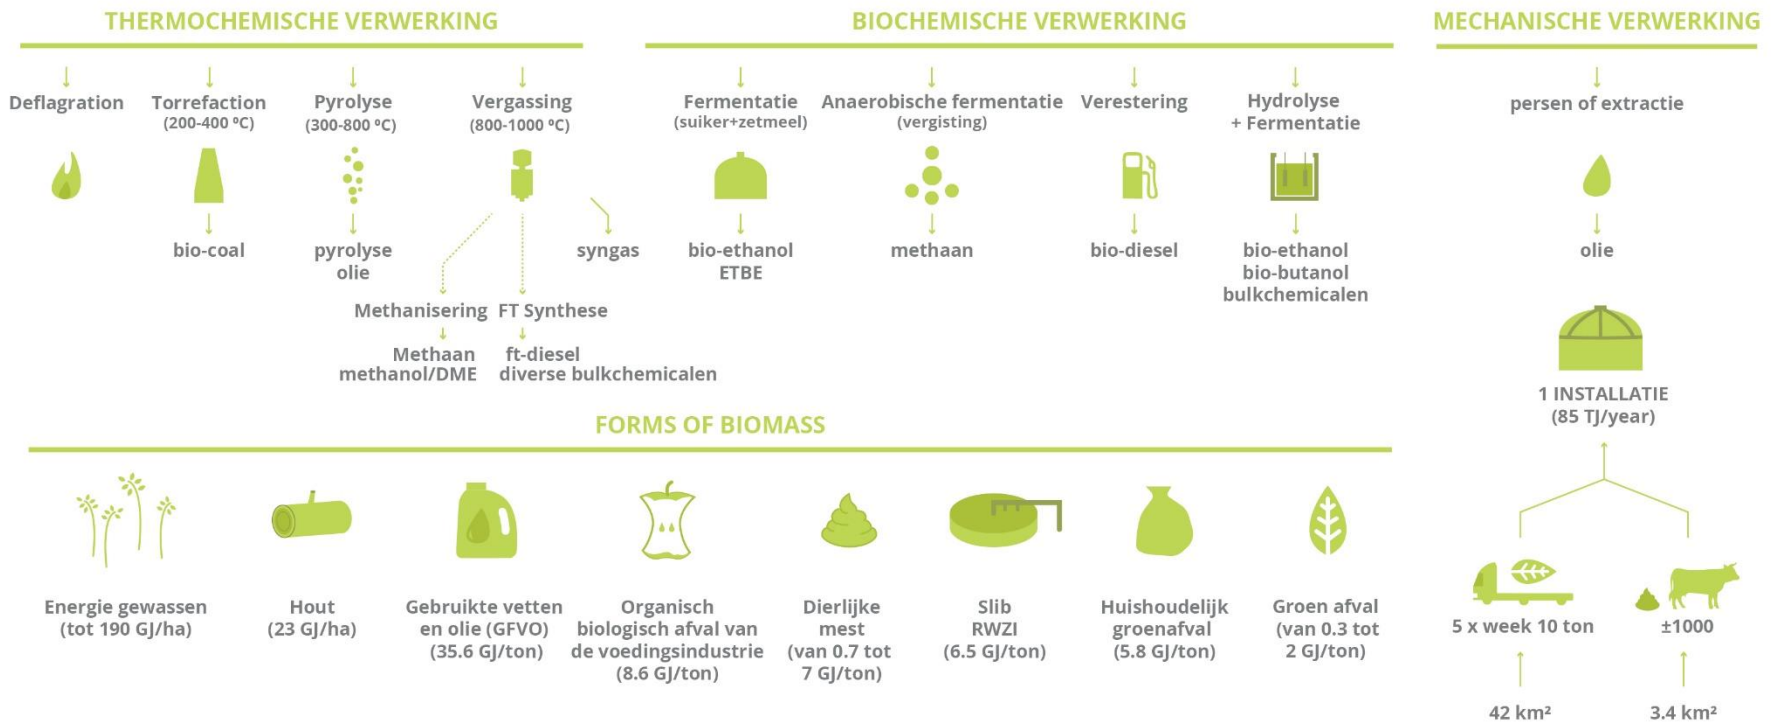 THERMOCHEMISCHE VERWERKING
Deflagration
Torrefaction
(200-400 ºC)
bio-coal
Pyrolyse
(300-800 ºC)
pyrolyse
olie
Vergassing
(800-1000 ºC)
syngas
Methanisering
Methaan
methanol/DME
FT Synthese
ft-diesel
diverse bulkchemicalen
BIOCHEMISCHE VERWERKING
Fermentatie
(suiker+zetmeel)
bio-ethanol
ETBE
Anaerobische fermentatie
(vergisting)
methaan
Verestering
bio-diesel
Hydrolyse
+ Fermentatie
bio-ethanol
bio-butanol
bulkchemicalen
MECHANISCHE VERWERKING
persen of extractie
olie
1 INSTALLATIE
(85 TJ/year)
5 x week 10 ton
42 km²
±1000
3.4 km²
FORMS OF BIOMASS
Energie gewassen
(tot 190 GJ/ha)
Hout
(23 GJ/ha)
Gebruikte vetten
en olie (GFVO)
(35.6 GJ/ton)
Organisch
biologisch afval van
de voedingsindustrie
(8.6 GJ/ton)
Dierlijke
mest
(van 0.7 tot
7 GJ/ton)
Slib
RWZI
(6.5 GJ/ton)
Huishoudelijk
groenafval
(5.8 GJ/ton)
Groen afval
(van 0.3 tot
2 GJ/ton)